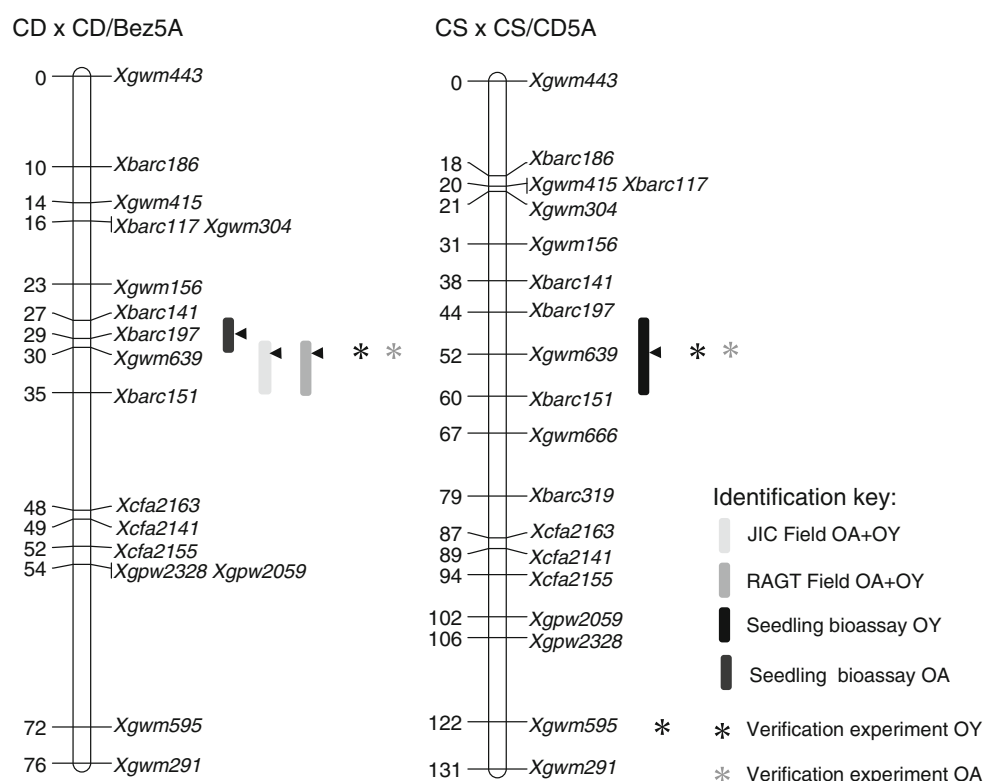 CD x CD/Bez5A
0 Xgwm443
10 Xbarc186
14 Xgwm415
16 Xbarc117 Xgwm304
23 Xgwm156
27 Xbarc141
29 Xbarc197
30 Xgwm639
35 Xbarc151
48 Xcfa2163
49 Xcfa2141
52 Xcfa2155
54 Xgpw2328 Xgpw2059
72 Xgwm595
76 Xgwm291
* *
CS x CS/CD5A
0 Xgwm443
18 Xbarc186
20 Xgwm415 Xbarc117
21 Xgwm304
31 Xgwm156
38 Xbarc141
44 Xbarc197
52 Xgwm639 * *
60 Xbarc151
67 Xgwm666
79 Xbarc319
87 Xcfa2163
89 Xcfa2141
94 Xcfa2155
102 Xgpw2059
106 Xgpw2328
122 Xgwm595 *
131 Xgwm291
Identification key:
JIC Field OA+OY
RAGT Field OA+OY
Seedling bioassay OY
Seedling bioassay OA
* Verification experiment OY
* Verification experiment OA